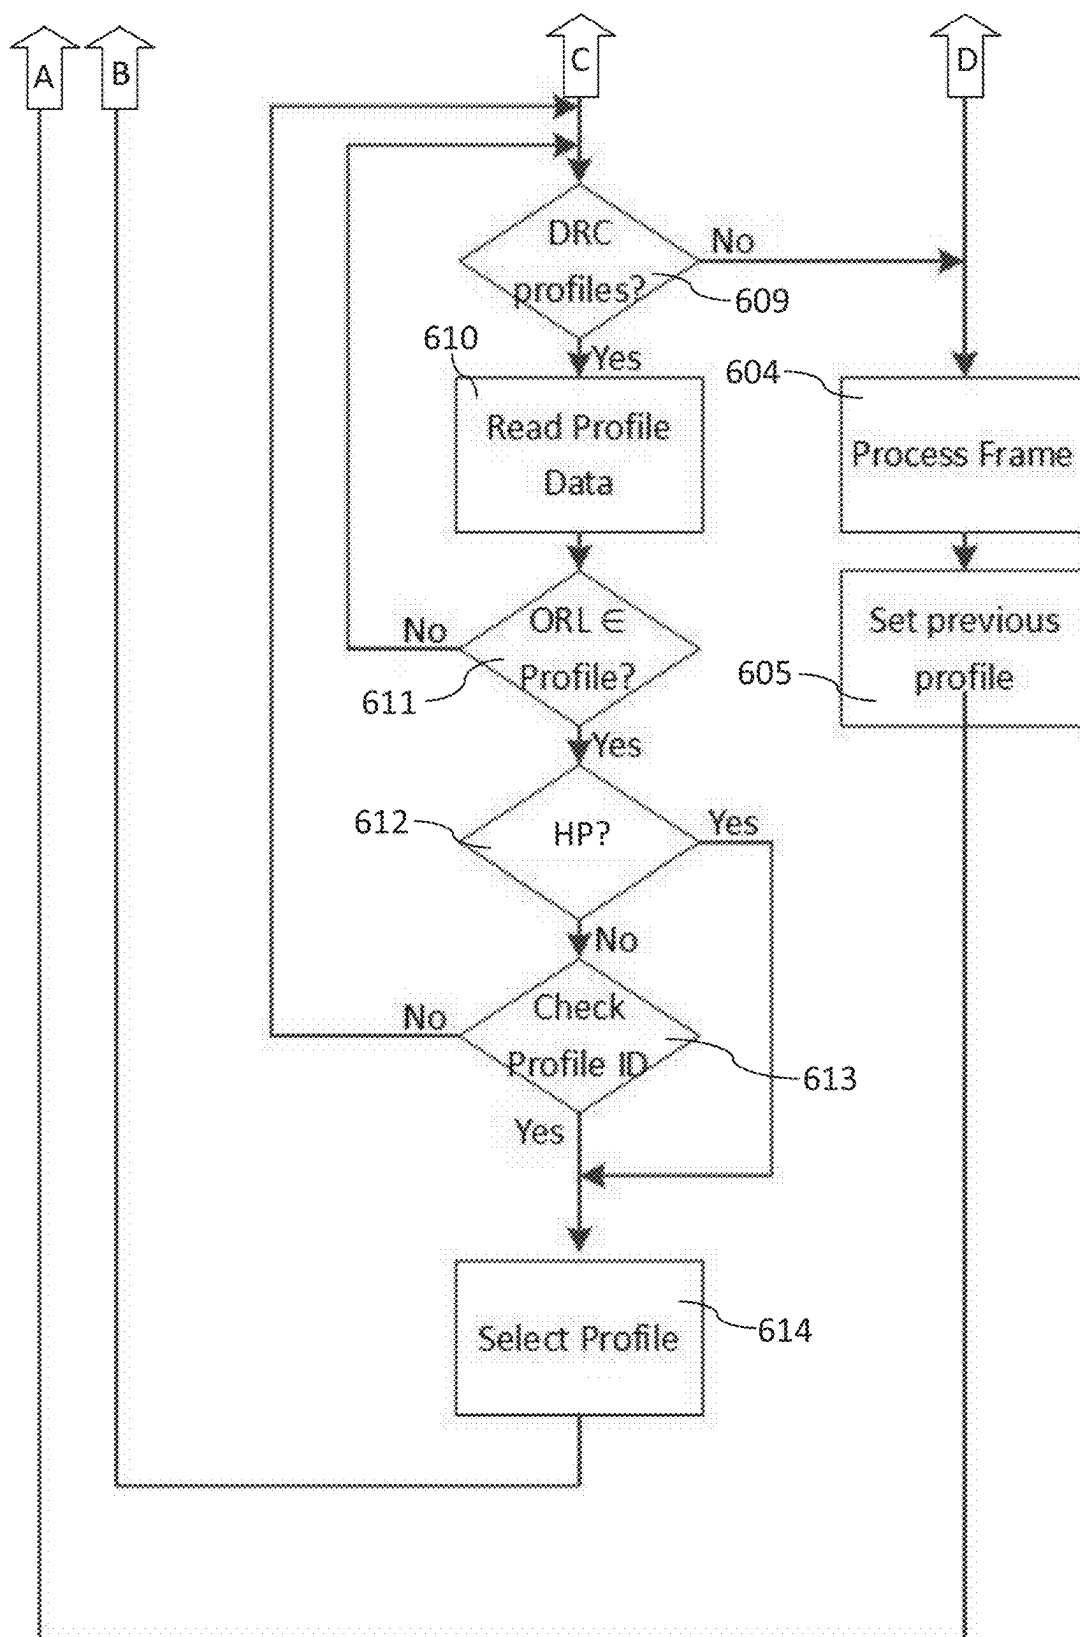 A
B
C
D
DRC
profiles?
No
609
Yes
610
Read Profile
Data
604
Process Frame
ORL ∈
Profile?
No
611
Yes
Set previous
profile
605
HP?
612
Yes
No
Check
Profile ID
No
613
Yes
Select Profile
614